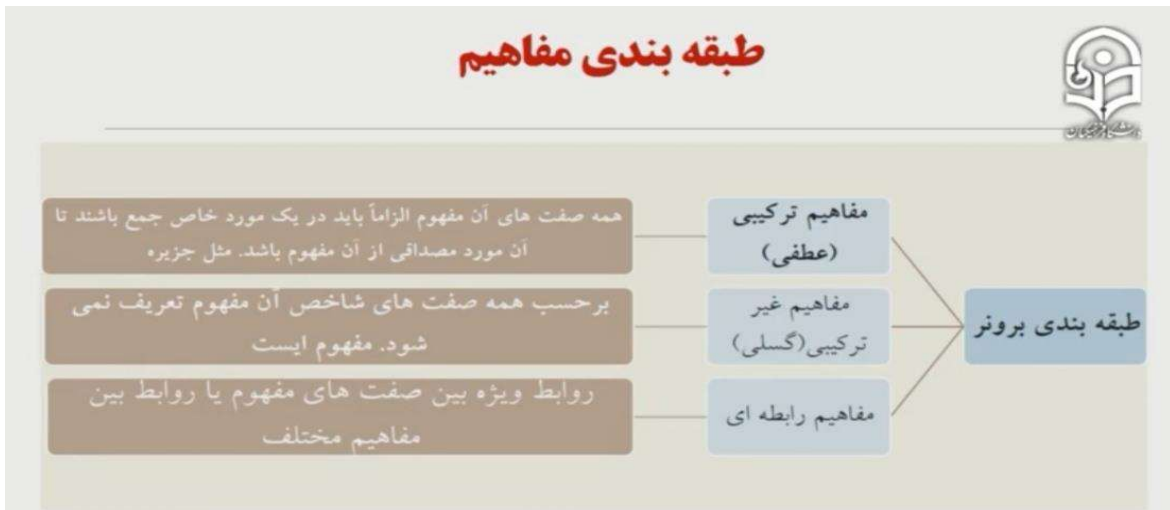 طبقه بندی مفاهیم
دانشگاه فرهنگیان
طبقه بندی برونر
مفاهیم ترکیبی
(عطفی)
همه صفت های آن مفهوم الزاماً باید در یک مورد خاص جمع باشند تا
آن مورد مصداقی از آن مفهوم باشد. مثل جزیره
مفاهیم غیر
ترکیبی(گسلی)
برحسب همه صفت های شاخص آن مفهوم تعریف نمی
شود. مفهوم ایست
مفاهیم رابطه ای
روابط ویژه بین صفت های مفهوم یا روابط بین
مفاهیم مختلف